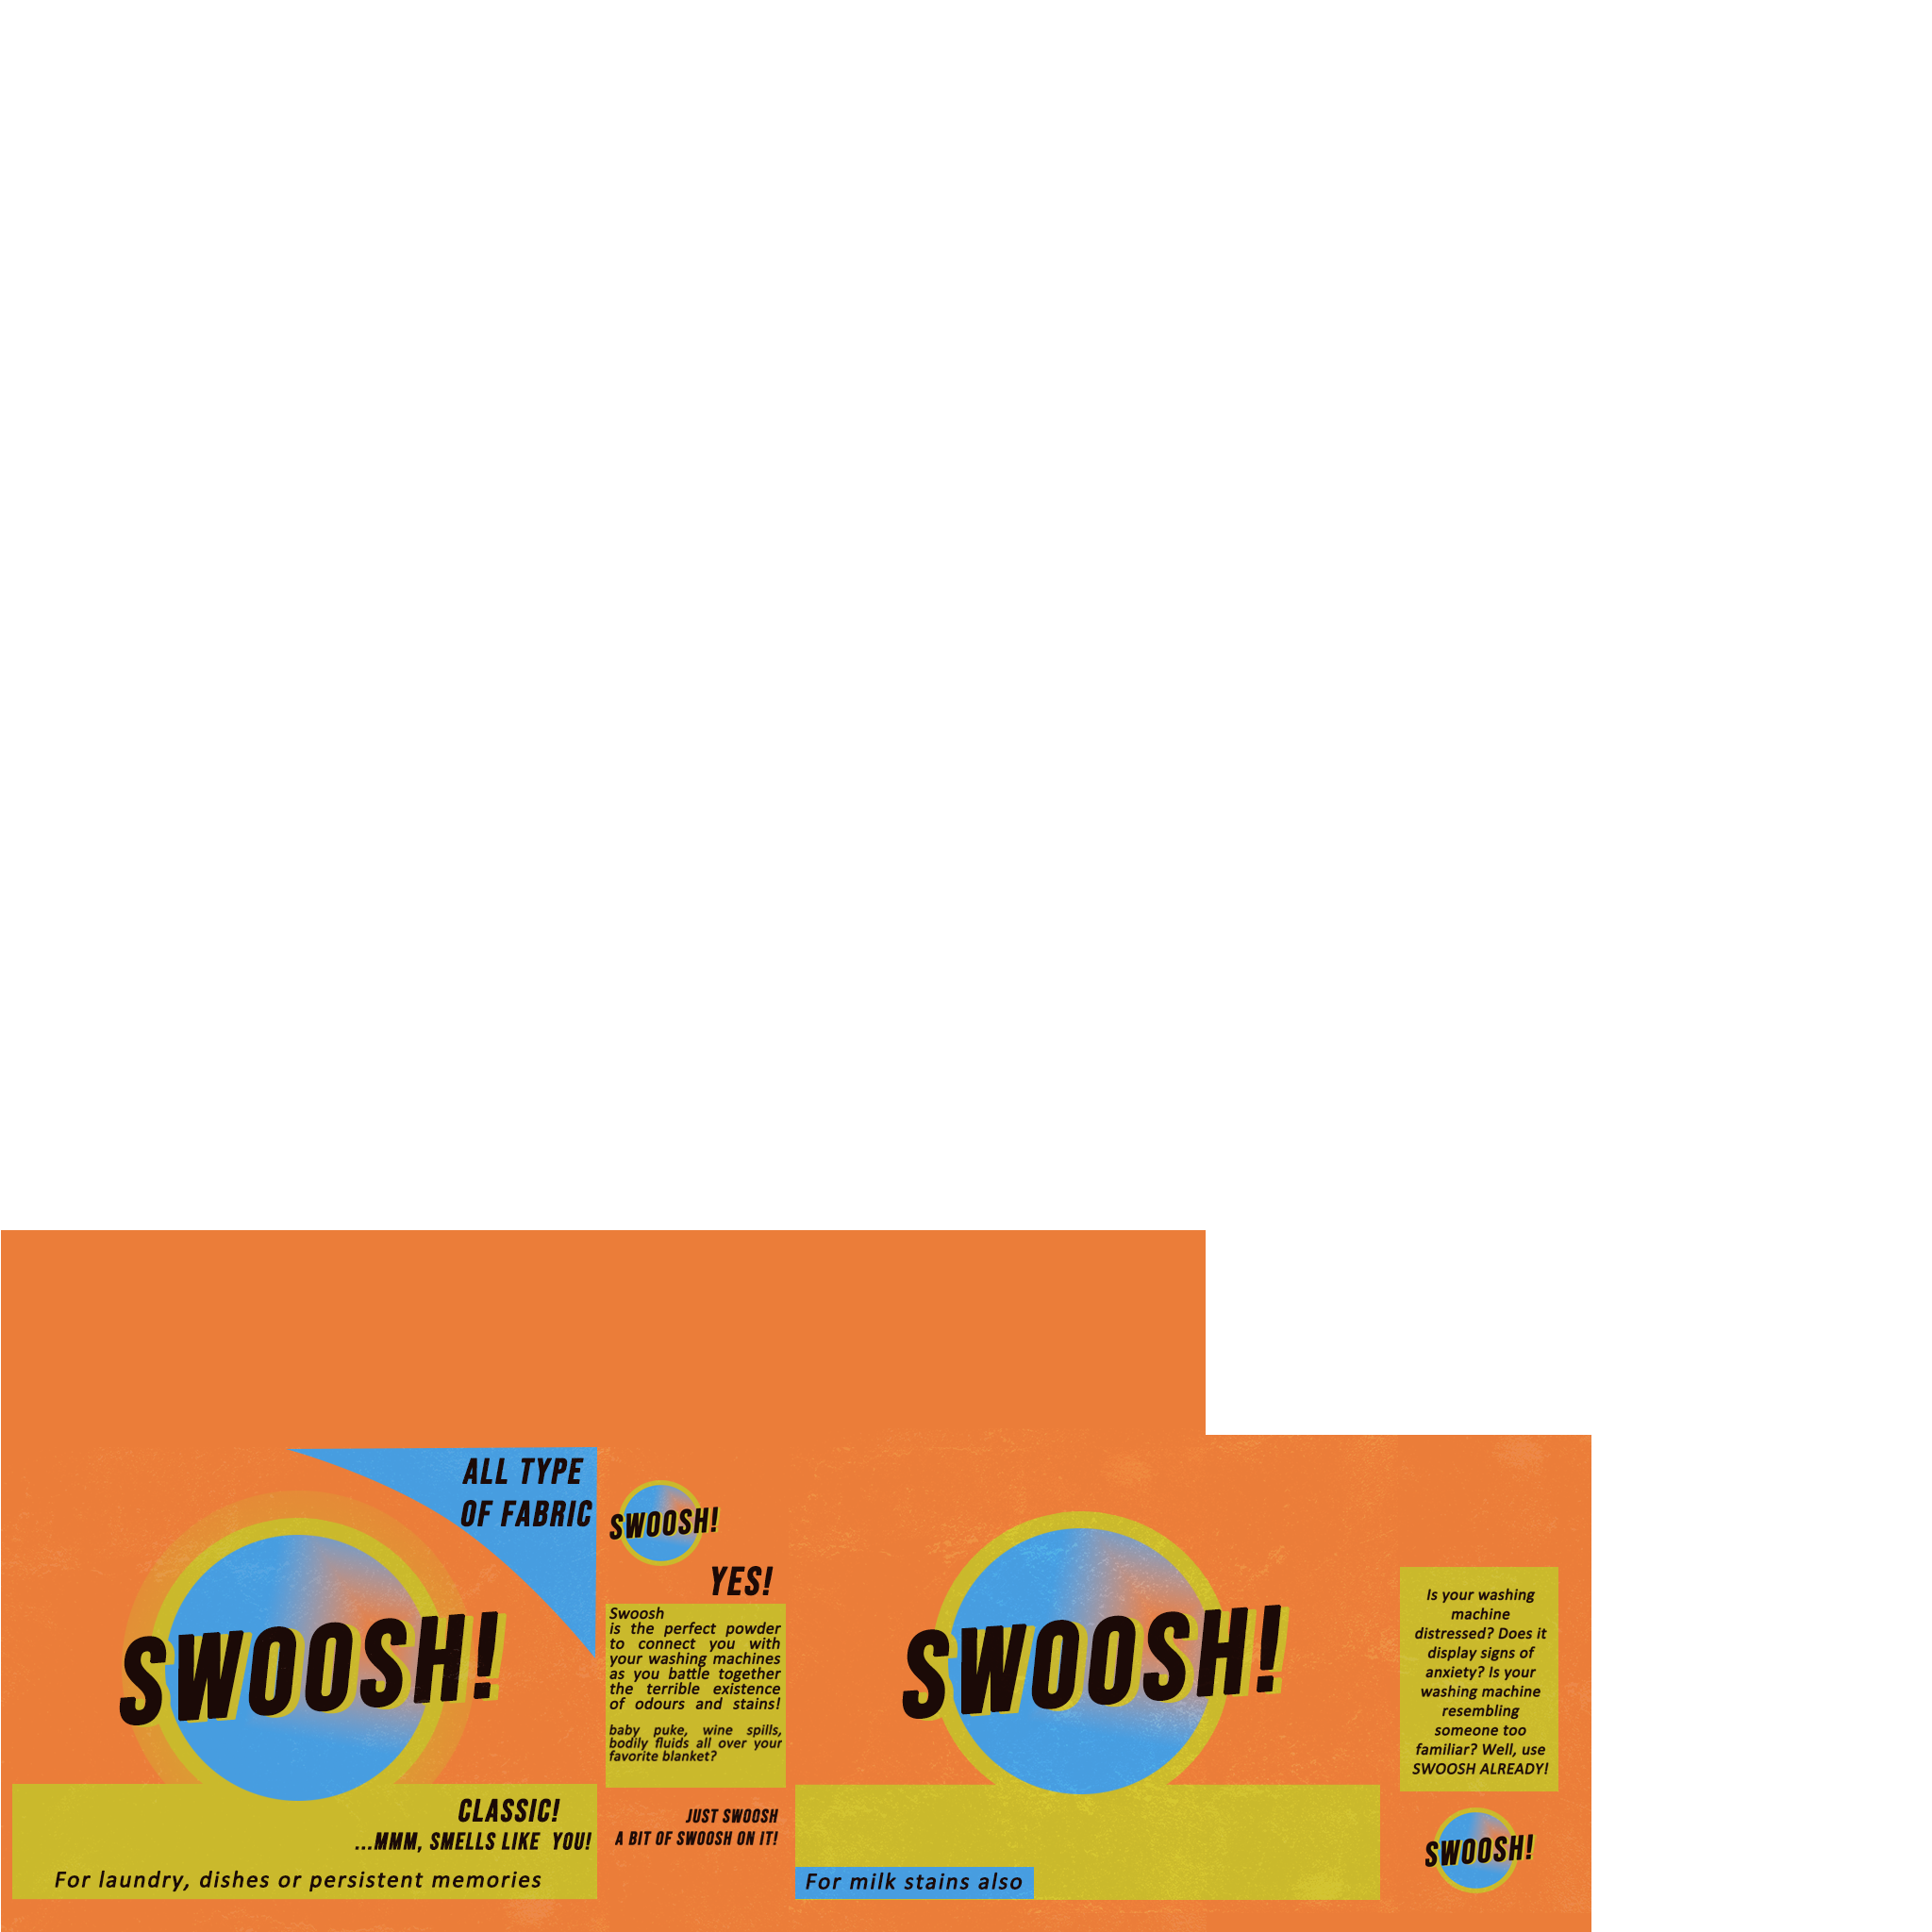 ALL TYPE
OF FABRIC
SWOOSH!
CLASSIC!
...MMM, SMELLS LIKE YOU!
For laundry, dishes or persistent memories
SWOOSH!
YES!
Swoosh
is the perfect powder
to connect you with
your washing machines
as you battle together
the terrible existence
of odours and stains!
baby puke, wine spills,
bodily fluids all over your
favorite blanket?
JUST SWOOSH
A BIT OF SWOOSH ON IT!
SWOOSH!
For milk stains also
Is your washing
machine
distressed? Does it
display signs of
anxiety? Is your
washing machine
resembling
someone too
familiar? Well, use
SWOOSH ALREADY!
SWOOSH!